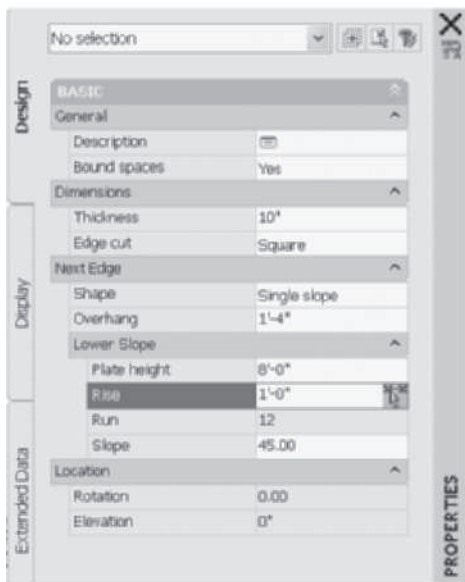 No selection
Design
Display
Extended Data
PROPERTIES
BASIC
General
Description
Bound spaces Yes
Dimensions
Thickness 10"
Edge cut Square
Next Edge
Shape Single slope
Overhang 1'-4"
Lower Slope
Plate height 8'-0"
Rise 1'-0"
Run 12
Slope 45.00
Location
Rotation 0.00
Elevation 0"